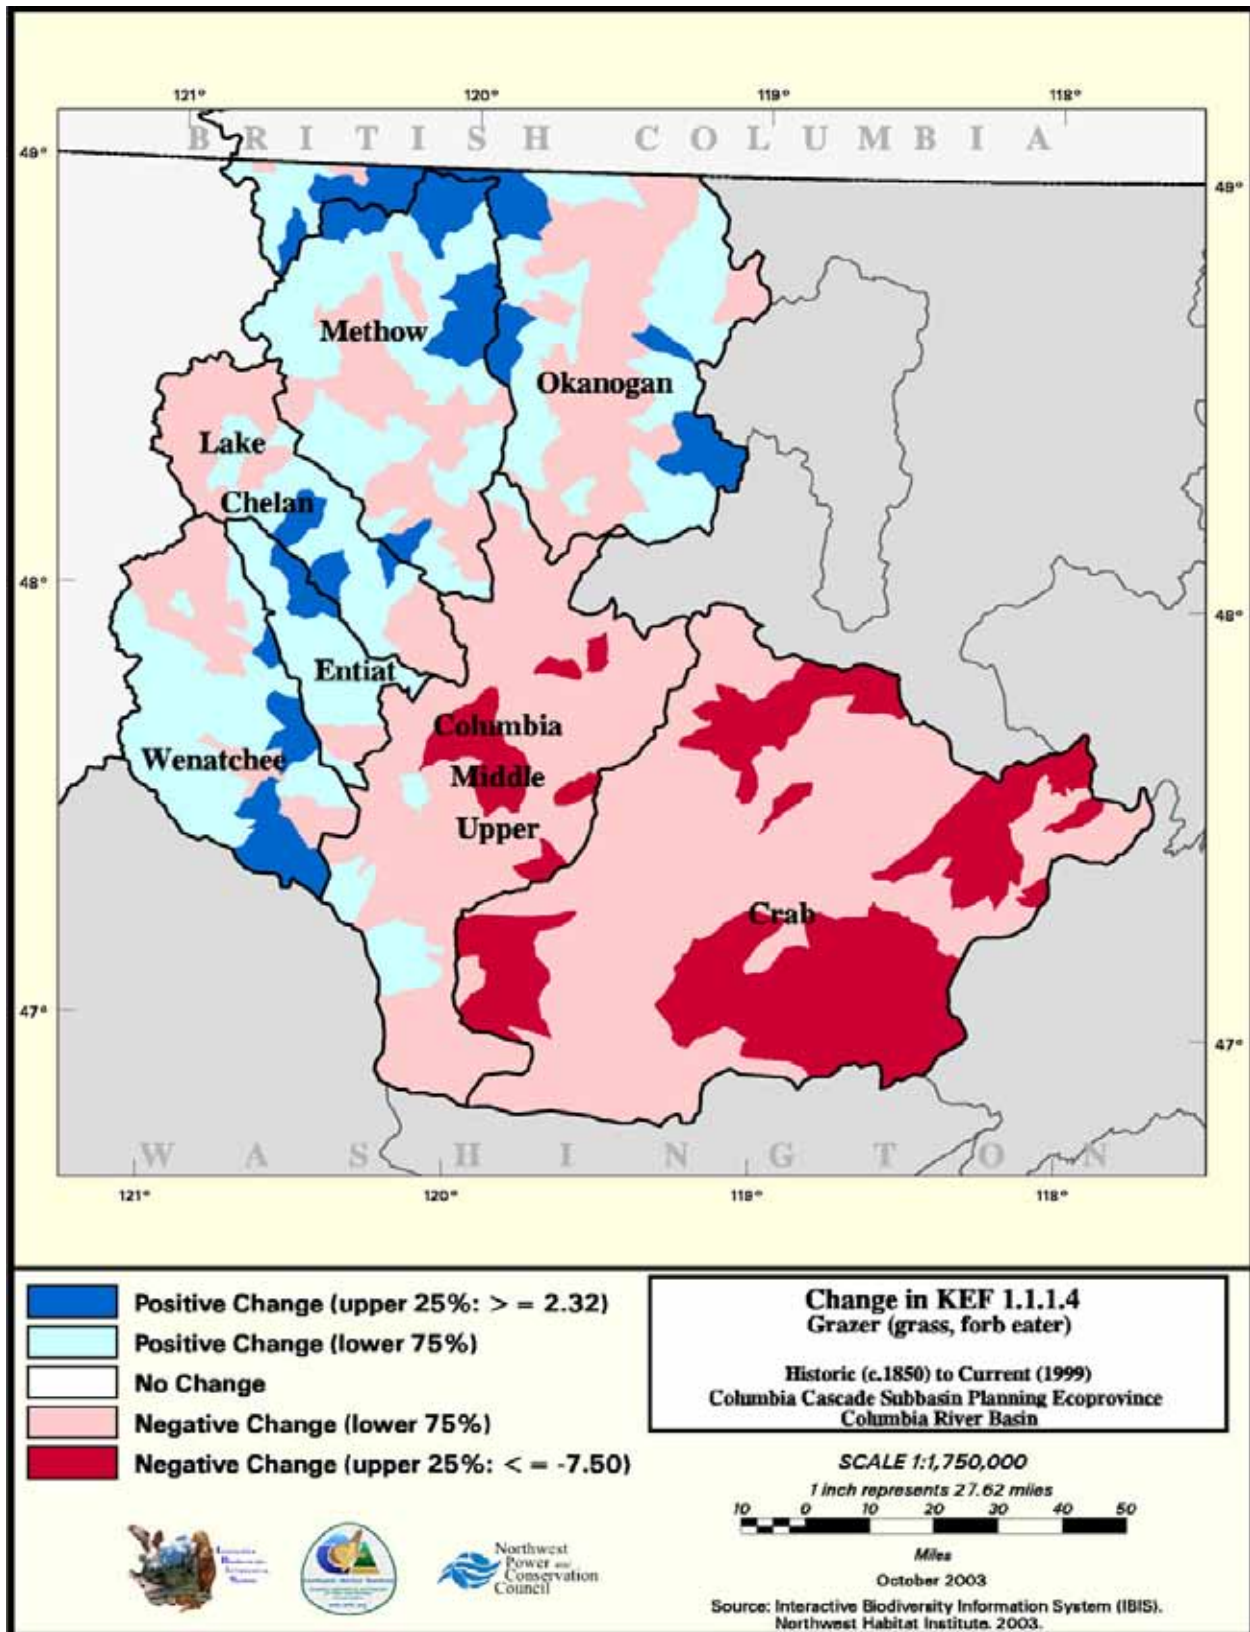 121° 120° 119° 118°
BRITISH COLUMBIA
49° 49°
Methow
Okanogan
Lake
Chelan
48° 48°
Entiat
Columbia
Middle
Upper
Wenatchee
Crab
47° 47°
WASHINGTON
121° 120° 119° 118°
Positive Change (upper 25%: > = 2.32)
Positive Change (lower 75%)
No Change
Negative Change (lower 75%)
Negative Change (upper 25%: < = -7.50)
Change in KEF 1.1.1.4
Grazer (grass, forb eater)
Historic (c.1850) to Current (1999)
Columbia Cascade Subbasin Planning Ecoprovince
Columbia River Basin
SCALE 1:1,750,000
1 inch represents 27.62 miles
10 0 10 20 30 40 50
Miles
October 2003
Source: Interactive Biodiversity Information System (IBIS).
Northwest Habitat Institute. 2003.
Northwest
Power and
Conservation
Council